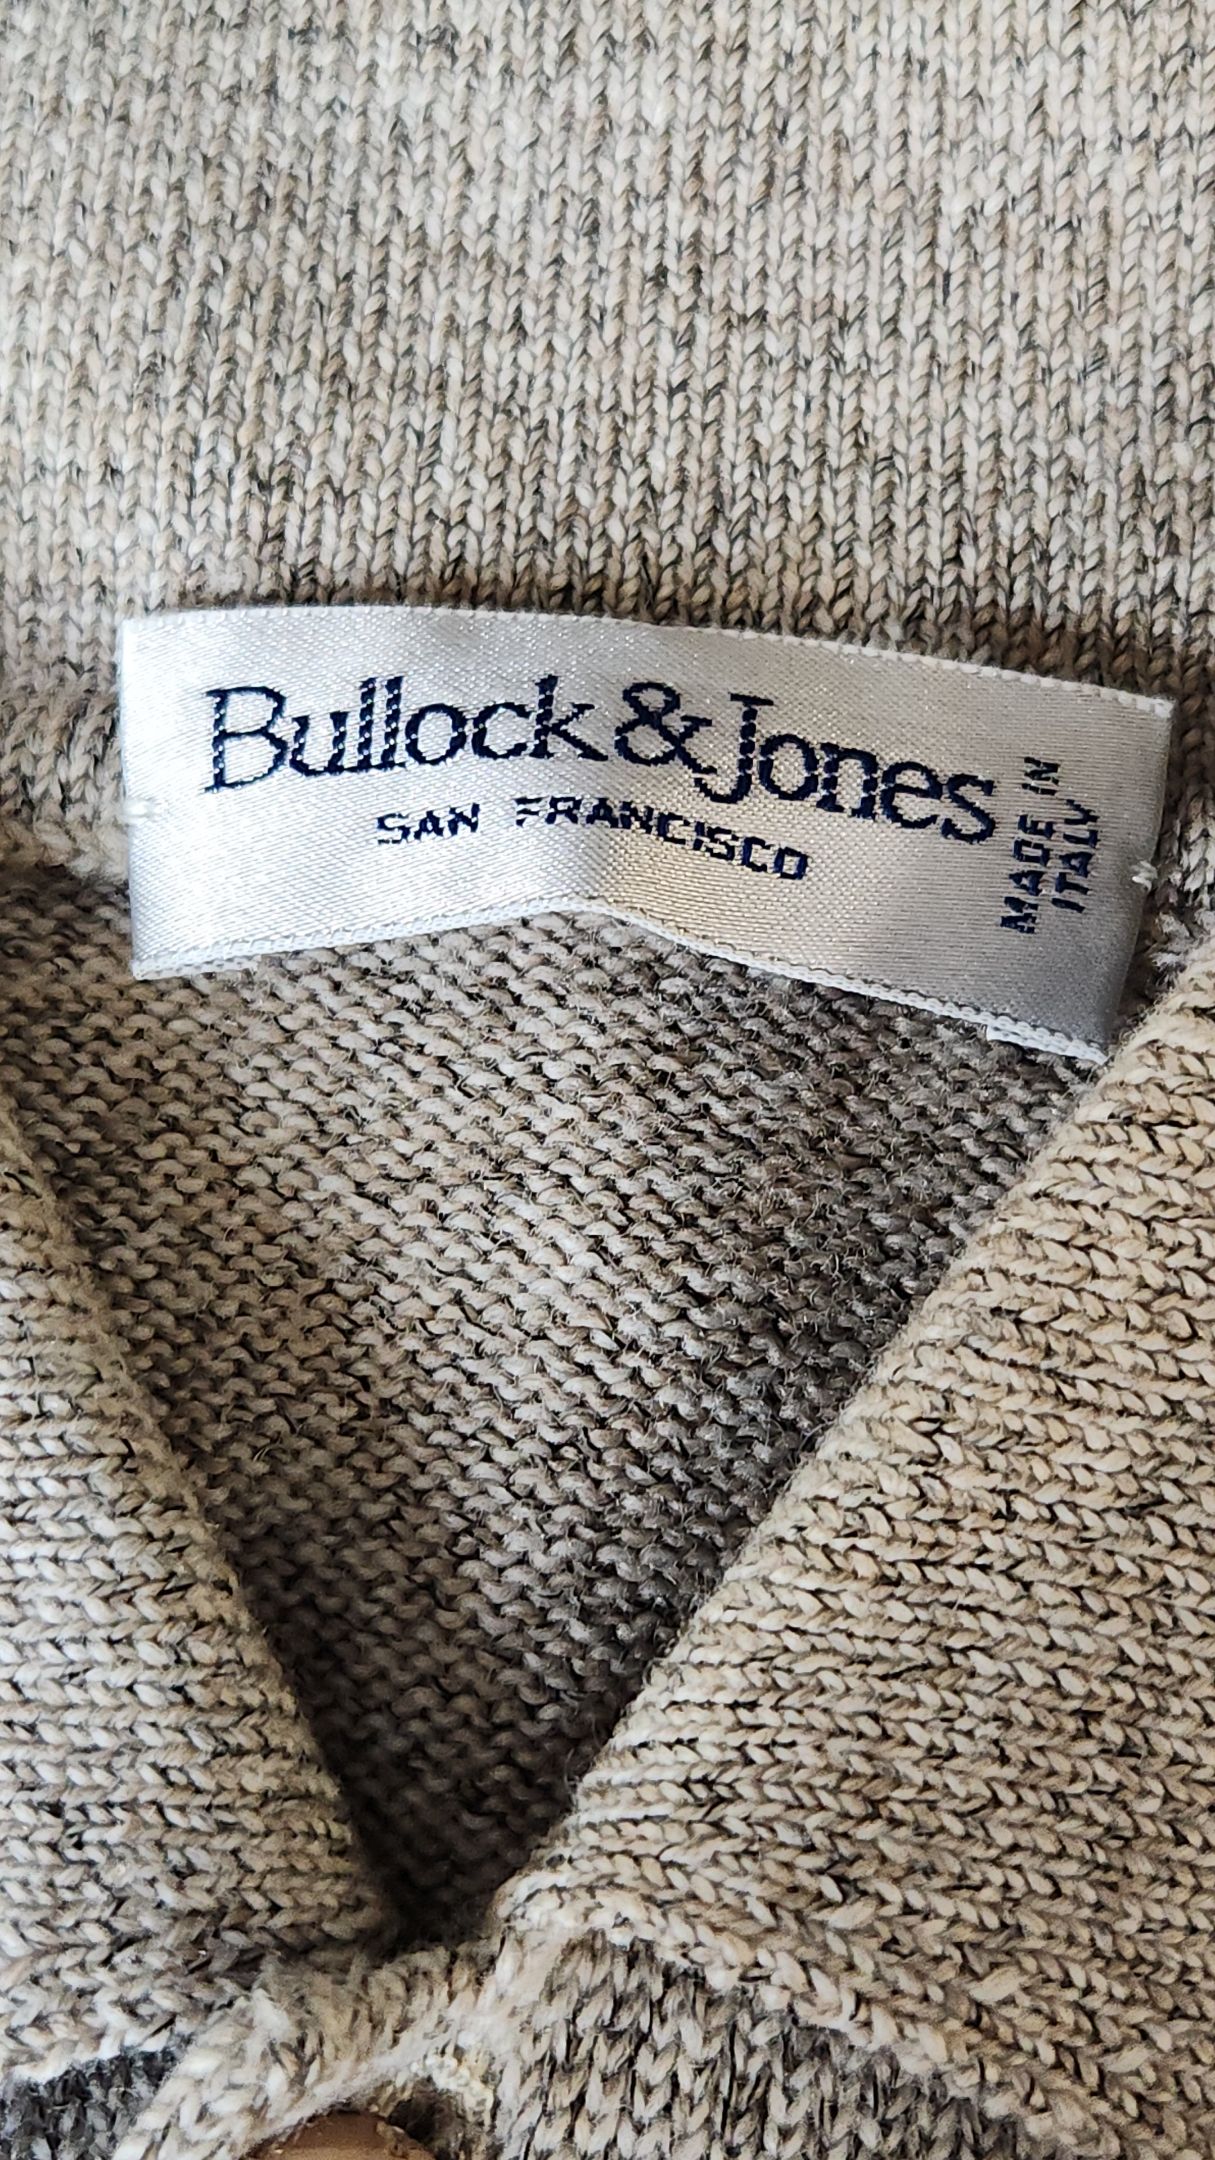 Bullock & Jones
SAN FRANCISCO
MADE IN
ITALY